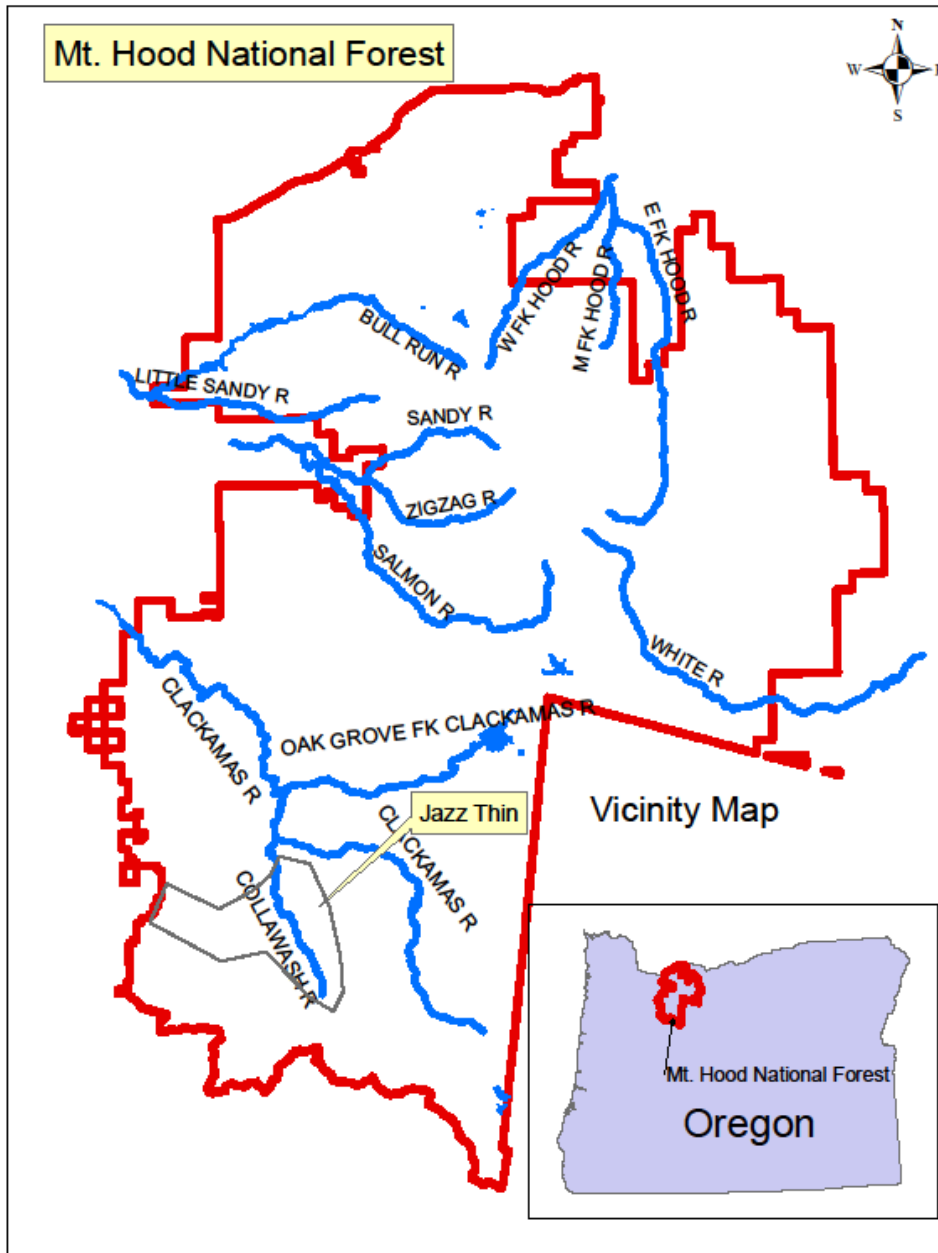 Mt. Hood National Forest
N
W
E
S
W FK HOOD R
M FK HOOD R
E FK HOOD R
BULL RUN R
LITTLE SANDY R
SANDY R
ZIGZAG R
SALMON R
WHITE R
CLACKAMAS R
OAK GROVE FK CLACKAMAS R
Jazz Thin
CLACKAMAS R
COLLAWASH R
Vicinity Map
Mt. Hood National Forest
Oregon